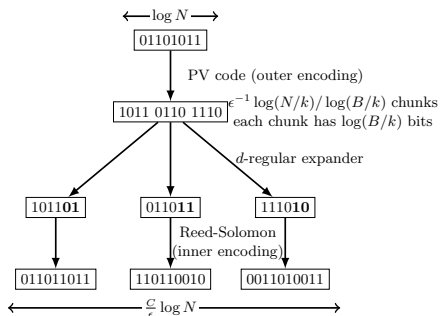 log N
01101011
PV code (outer encoding)
1011 0110 1110
ϵ⁻¹ log(N/k)/ log(B/k) chunks
each chunk has log(B/k) bits
d-regular expander
101101
011011
111010
Reed-Solomon
(inner encoding)
011011011
110110010
0011010011
C/ϵ log N